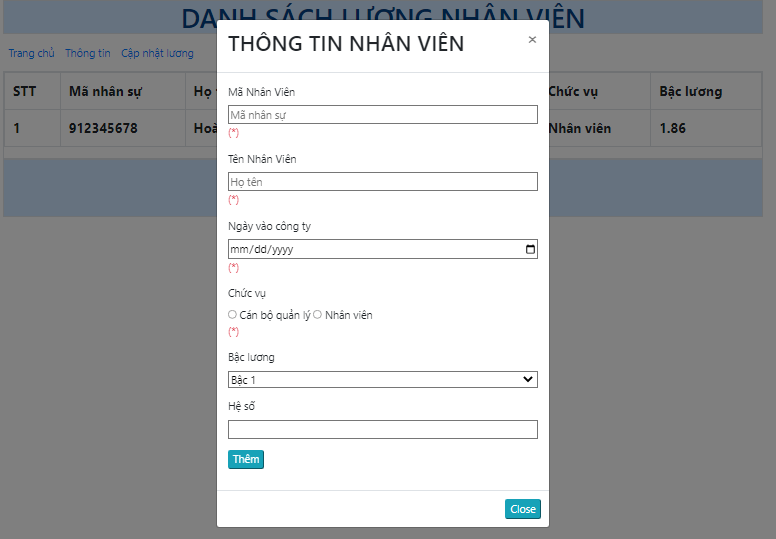 DANH SÁCH LƯƠNG NHÂN VIÊN
THÔNG TIN NHÂN VIÊN ×
Trang chủ Thông tin Cập nhật lương
STT Mã nhân sự Họ Chức vụ Bậc lương
1 912345678 Nhân viên 1.86
Mã Nhân Viên
Mã nhân sự
(*)
Tên Nhân Viên
Họ tên
(*)
Ngày vào công ty
mm/dd/yyyy
(*)
Chức vụ
Cán bộ quản lý Nhân viên
(*)
Bậc lương
Bậc 1
Hệ số
Thêm
Close